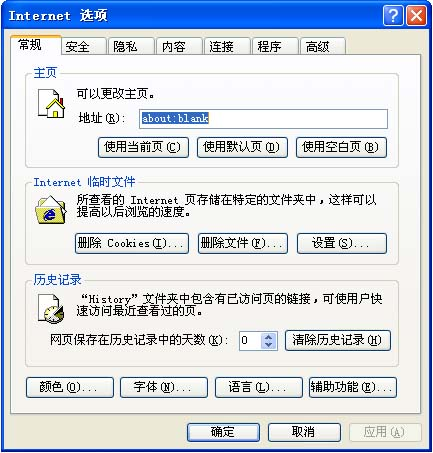 Internet 选项
常规 安全 隐私 内容 连接 程序 高级
主页
可以更改主页。
地址(R): about:blank
使用当前页(C) 使用默认页(D) 使用空白页(B)
Internet 临时文件
所查看的 Internet 页存储在特定的文件夹中，这样可以
提高以后浏览的速度。
删除 Cookies(I)... 删除文件(F)... 设置(S)...
历史记录
“History”文件夹中包含有已访问页的链接，可使用户快
速访问最近查看过的页。
网页保存在历史记录中的天数(K): 0 清除历史记录(H)
颜色(O)... 字体(N)... 语言(L)... 辅助功能(E)...
确定 取消 应用(A)